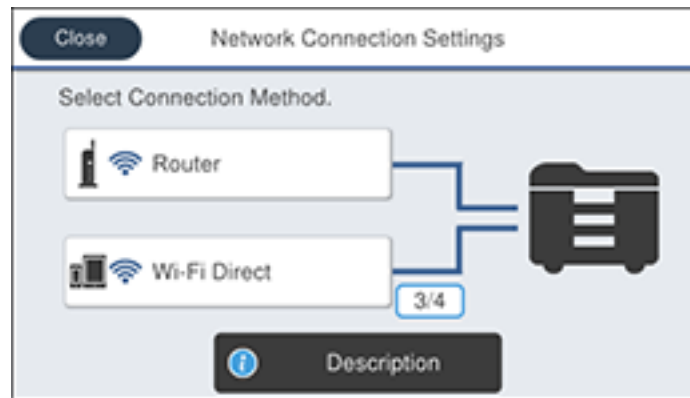 Close
Network Connection Settings
Select Connection Method.
Router
Wi-Fi Direct
3/4
Description